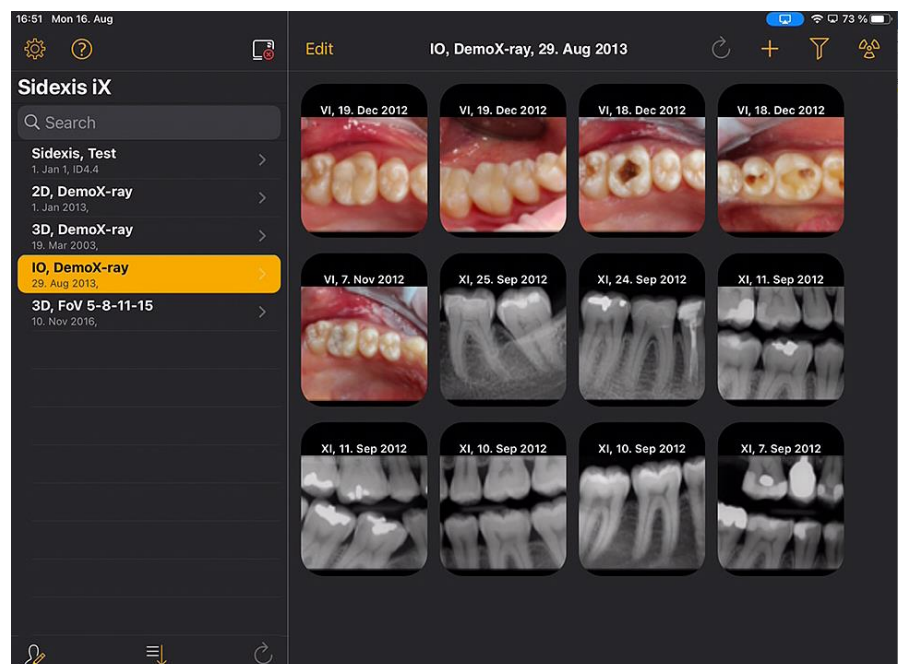 16:51 Mon 16. Aug
73 %
Edit
IO, DemoX-ray, 29. Aug 2013
Sidexis iX
Search
Sidexis, Test
1. Jan 1, ID4.4
2D, DemoX-ray
1. Jan 2013,
3D, DemoX-ray
19. Mar 2003,
IO, DemoX-ray
29. Aug 2013,
3D, FoV 5-8-11-15
10. Nov 2016,
VI, 19. Dec 2012
VI, 19. Dec 2012
VI, 18. Dec 2012
VI, 18. Dec 2012
VI, 7. Nov 2012
XI, 25. Sep 2012
XI, 24. Sep 2012
XI, 11. Sep 2012
XI, 11. Sep 2012
XI, 10. Sep 2012
XI, 10. Sep 2012
XI, 7. Sep 2012